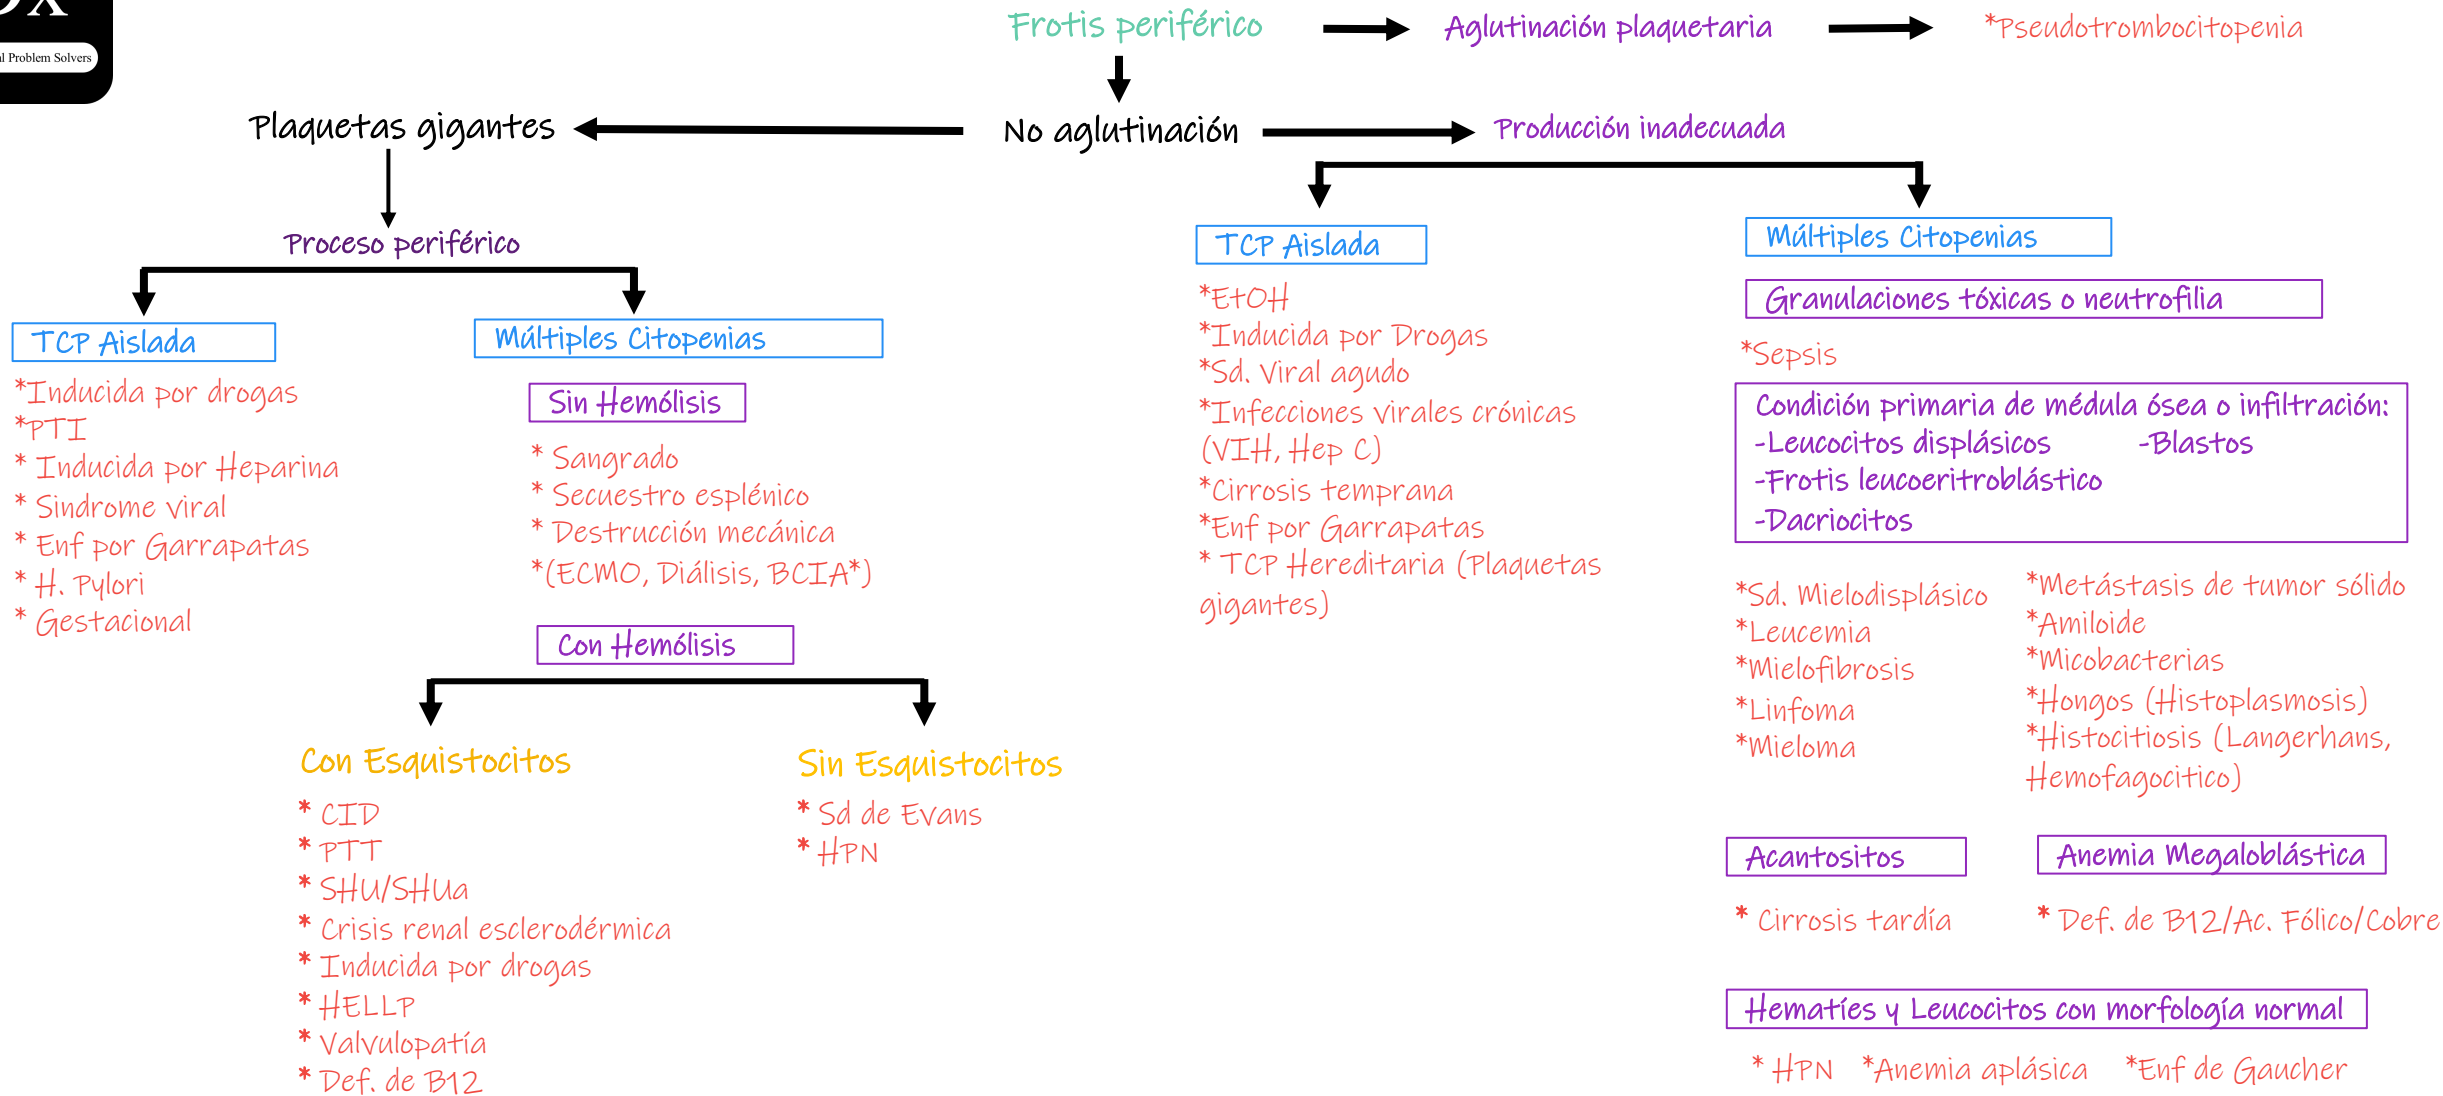 al Problem Solvers
Frotis periférico
Aglutinación plaquetaria
*Pseudotrombocitopenia
Plaquetas gigantes
No aglutinación
Producción inadecuada
Proceso periférico
TCP Aislada
*Inducida por drogas
*PTI
* Inducida por Heparina
* Sindrome viral
* Enf por Garrapatas
* H. Pylori
* Gestacional
Múltiples Citopenias
Sin Hemólisis
* Sangrado
* Secuestro esplénico
* Destrucción mecánica
*(ECMO, Diálisis, BCIA*)
Con Hemólisis
Con Esquistocitos
* CID
* PTT
* SHU/SHUa
* Crisis renal esclerodérmica
* Inducida por drogas
* HELLP
* Valvulopatía
* Def. de B12
Sin Esquistocitos
* Sd de Evans
* HPN
TCP Aislada
*EtOH
*Inducida por Drogas
*Sd. Viral agudo
*Infecciones virales crónicas
(VIH, Hep C)
*Cirrosis temprana
*Enf por Garrapatas
* TCP Hereditaria (Plaquetas
gigantes)
Múltiples Citopenias
Granulaciones tóxicas o neutrofilia
*Sepsis
Condición primaria de médula ósea o infiltración:
-Leucocitos displásicos -Blastos
-Frotis leucoeritroblástico
-Dacriocitos
*Sd. Mielodisplásico
*Leucemia
*Mielofibrosis
*Linfoma
*Mieloma
*Metástasis de tumor sólido
*Amiloide
*Micobacterias
*Hongos (Histoplasmosis)
*Histocitiosis (Langerhans,
Hemofagocitico)
Acantositos
* Cirrosis tardía
Anemia Megaloblástica
* Def. de B12/Ac. Fólico/Cobre
Hematíes y Leucocitos con morfología normal
* HPN *Anemia aplásica *Enf de Gaucher